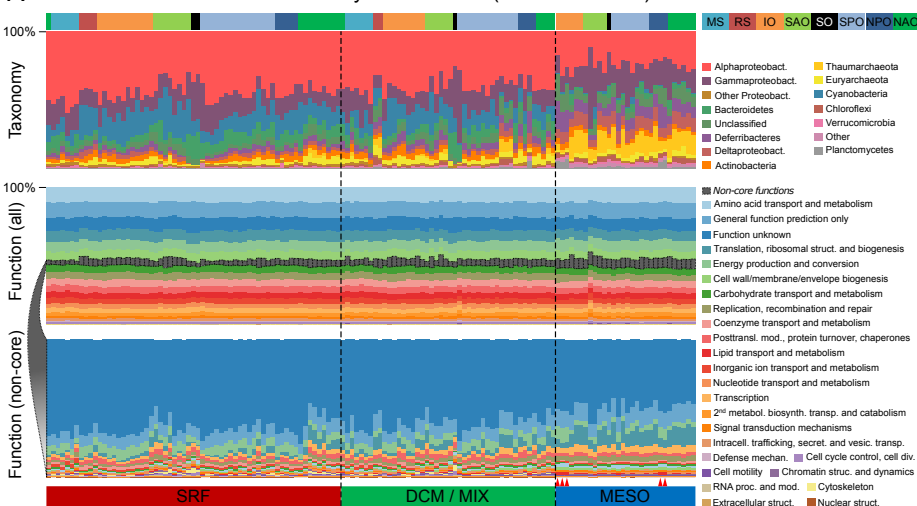 MS RS IO SAO SO SPO NPO NAO
100%
Taxonomy
Alphaproteobact.
Gammaproteobact.
Other Proteobact.
Bacteroidetes
Unclassified
Deferribacteres
Deltaproteobact.
Actinobacteria
Thaumarchaeota
Euryarchaeota
Cyanobacteria
Chloroflexi
Verrucomicrobia
Other
Planctomycetes
100%
Function (all)
Non-core functions
Amino acid transport and metabolism
General function prediction only
Function unknown
Translation, ribosomal struct. and biogenesis
Energy production and conversion
Cell wall/membrane/envelope biogenesis
Carbohydrate transport and metabolism
Replication, recombination and repair
Coenzyme transport and metabolism
Posttransl. mod., protein turnover, chaperones
Lipid transport and metabolism
Inorganic ion transport and metabolism
Nucleotide transport and metabolism
Transcription
2nd metabol. biosynth. transp. and catabolism
Signal transduction mechanisms
Intracell. trafficking, secret. and vesic. transp.
Defense mechan. Cell cycle control, cell div.
Cell motility Chromatin struc. and dynamics
RNA proc. and mod. Cytoskeleton
Extracellular struct. Nuclear struct.
Function (non-core)
SRF DCM / MIX MESO